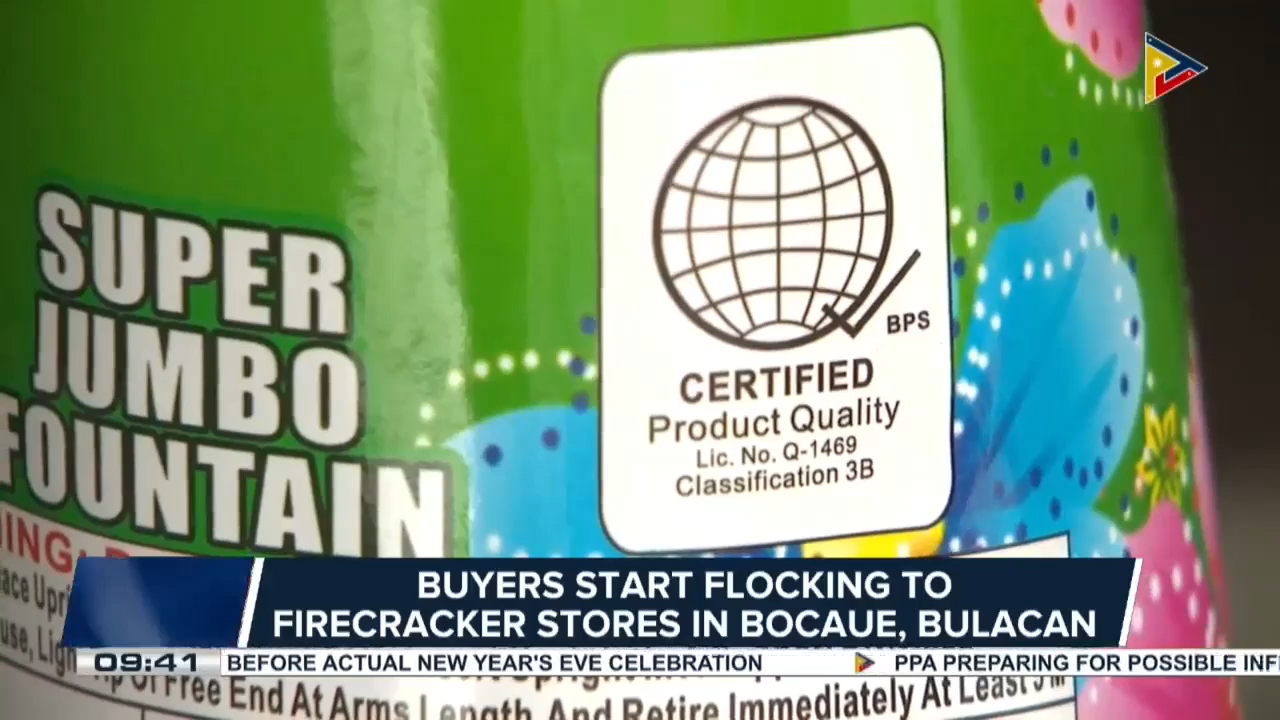 SUPER
JUMBO
FOUNTAIN
BPS
CERTIFIED
Product Quality
Lic. No. Q-1469
Classification 3B
BUYERS START FLOCKING TO
FIRECRACKER STORES IN BOCAUE, BULACAN
09:41 BEFORE ACTUAL NEW YEAR'S EVE CELEBRATION PPA PREPARING FOR POSSIBLE
Of Free End At Arms Length And Retire Immediately At Least